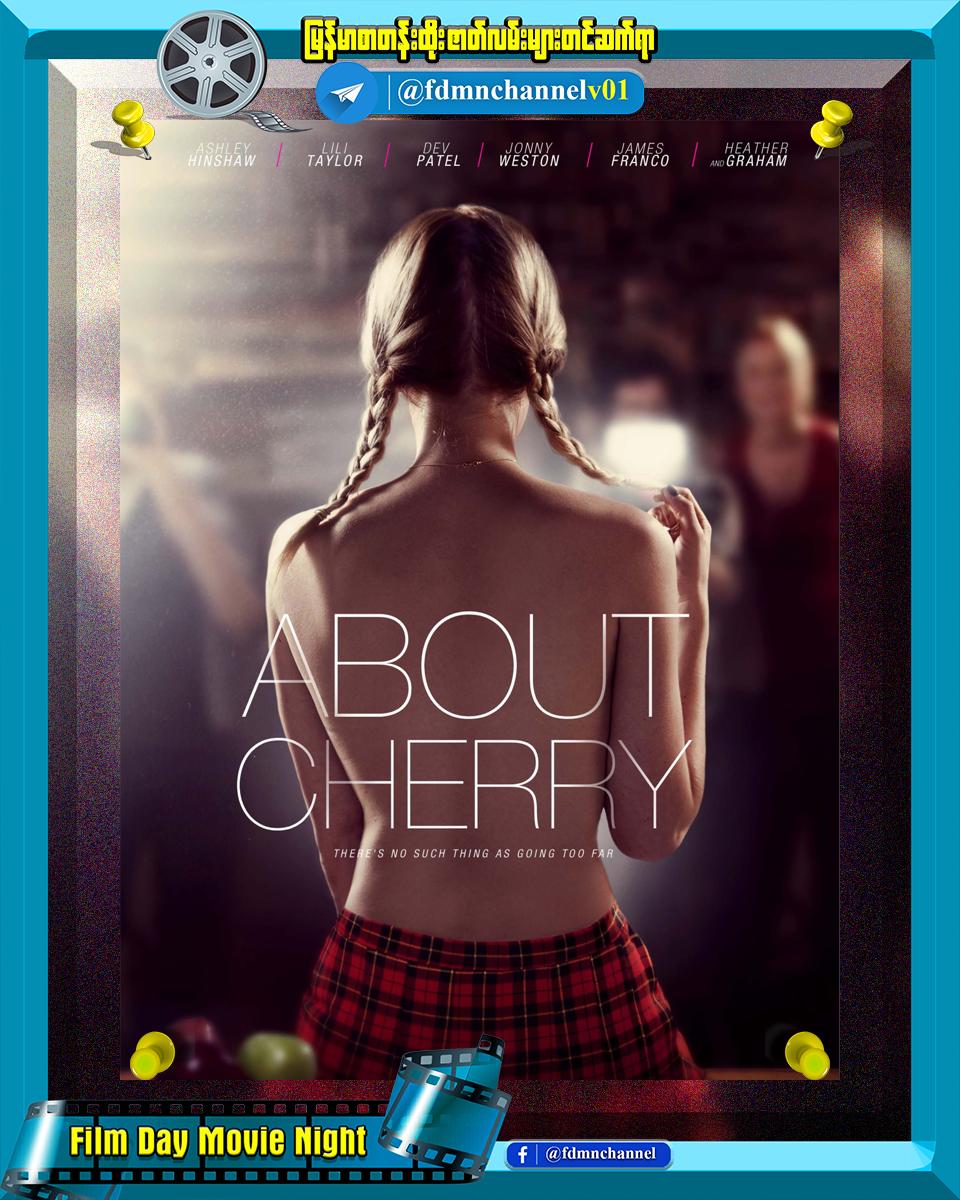 မြန်မာစာတန်းထိုးဇာတ်လမ်းများတင်ဆက်ရာ
@fdmnchannelv01
ASHLEY HINSHAW / LILI TAYLOR / DEV PATEL / JONNY WESTON / JAMES FRANCO / AND HEATHER GRAHAM
ABOUT
CHERRY
THERE'S NO SUCH THING AS GOING TOO FAR
Film Day Movie Night
f @fdmnchannel